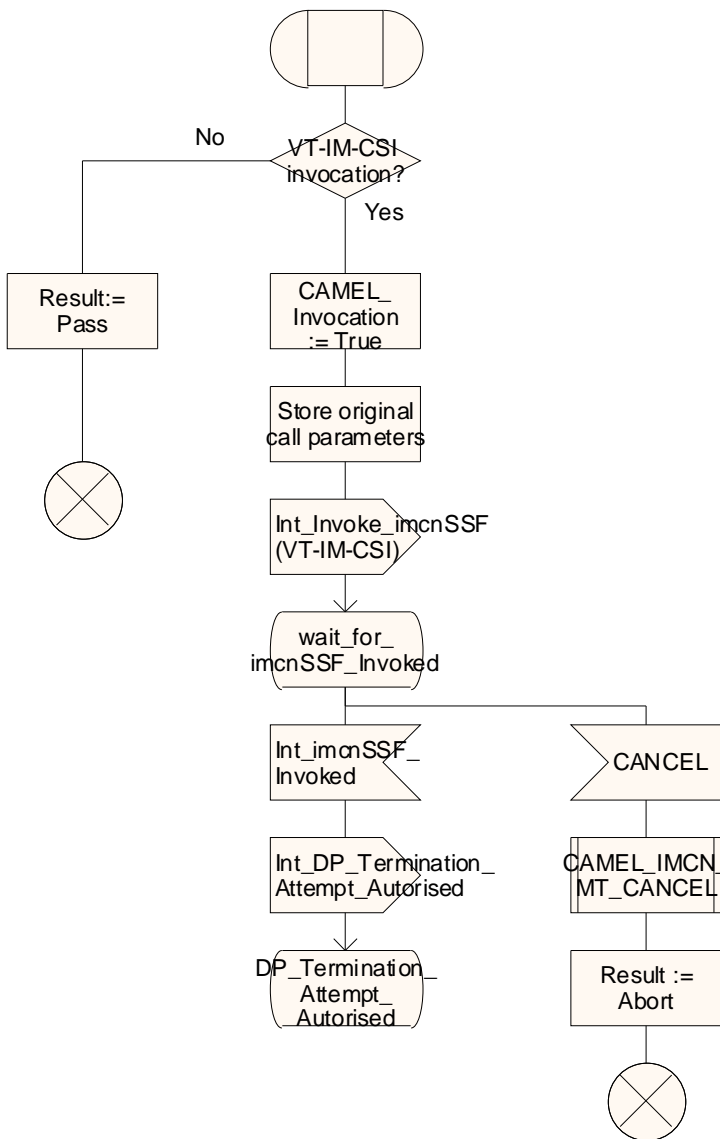 VT-IM-CSI
invocation?
No
Yes
Result:=
Pass
CAMEL_
Invocation
:= True
Store original
call parameters
Int_Invoke_imcnSSF
(VT-IM-CSI)
wait_for_
imcnSSF_Invoked
Int_imcnSSF_
Invoked
CANCEL
Int_DP_Termination_
Attempt_Autorised
CAMEL_IMCN_
MT_CANCEL
DP_Termination_
Attempt_
Autorised
Result :=
Abort